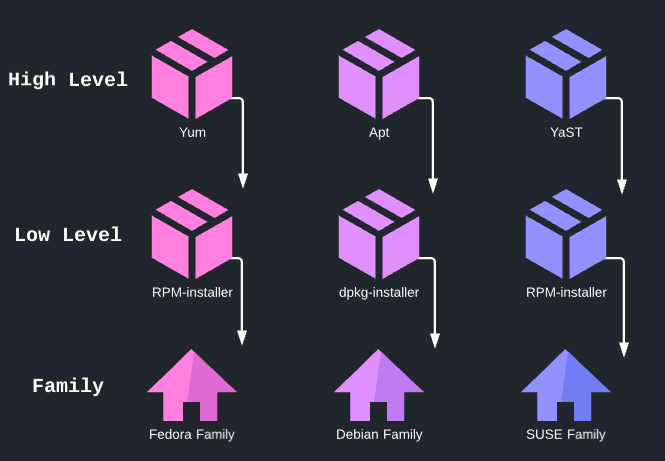 High Level
Yum
Apt
YaST
Low Level
RPM-installer
dpkg-installer
RPM-installer
Family
Fedora Family
Debian Family
SUSE Family